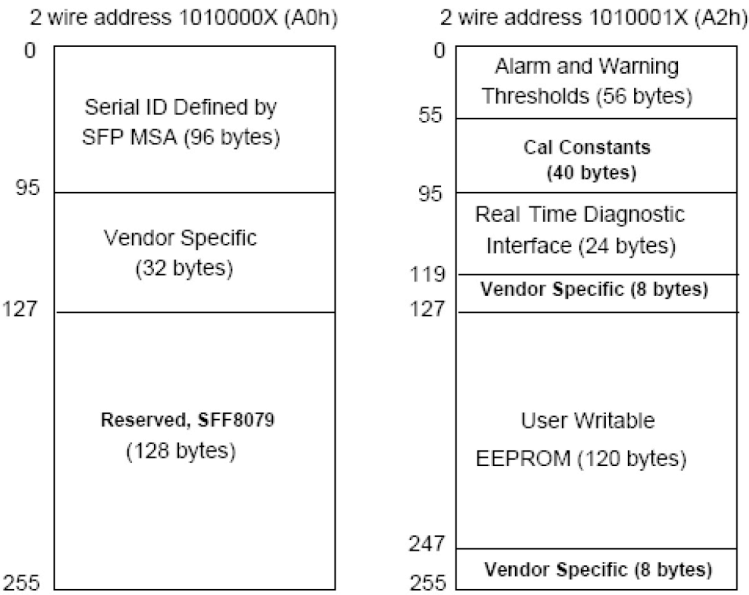 2 wire address 1010000X (A0h)
0
Serial ID Defined by
SFP MSA (96 bytes)
95
Vendor Specific
(32 bytes)
127
Reserved, SFF8079
(128 bytes)
255
2 wire address 1010001X (A2h)
0
Alarm and Warning
Thresholds (56 bytes)
55
Cal Constants
(40 bytes)
95
Real Time Diagnostic
Interface (24 bytes)
119
Vendor Specific (8 bytes)
127
User Writable
EEPROM (120 bytes)
247
Vendor Specific (8 bytes)
255